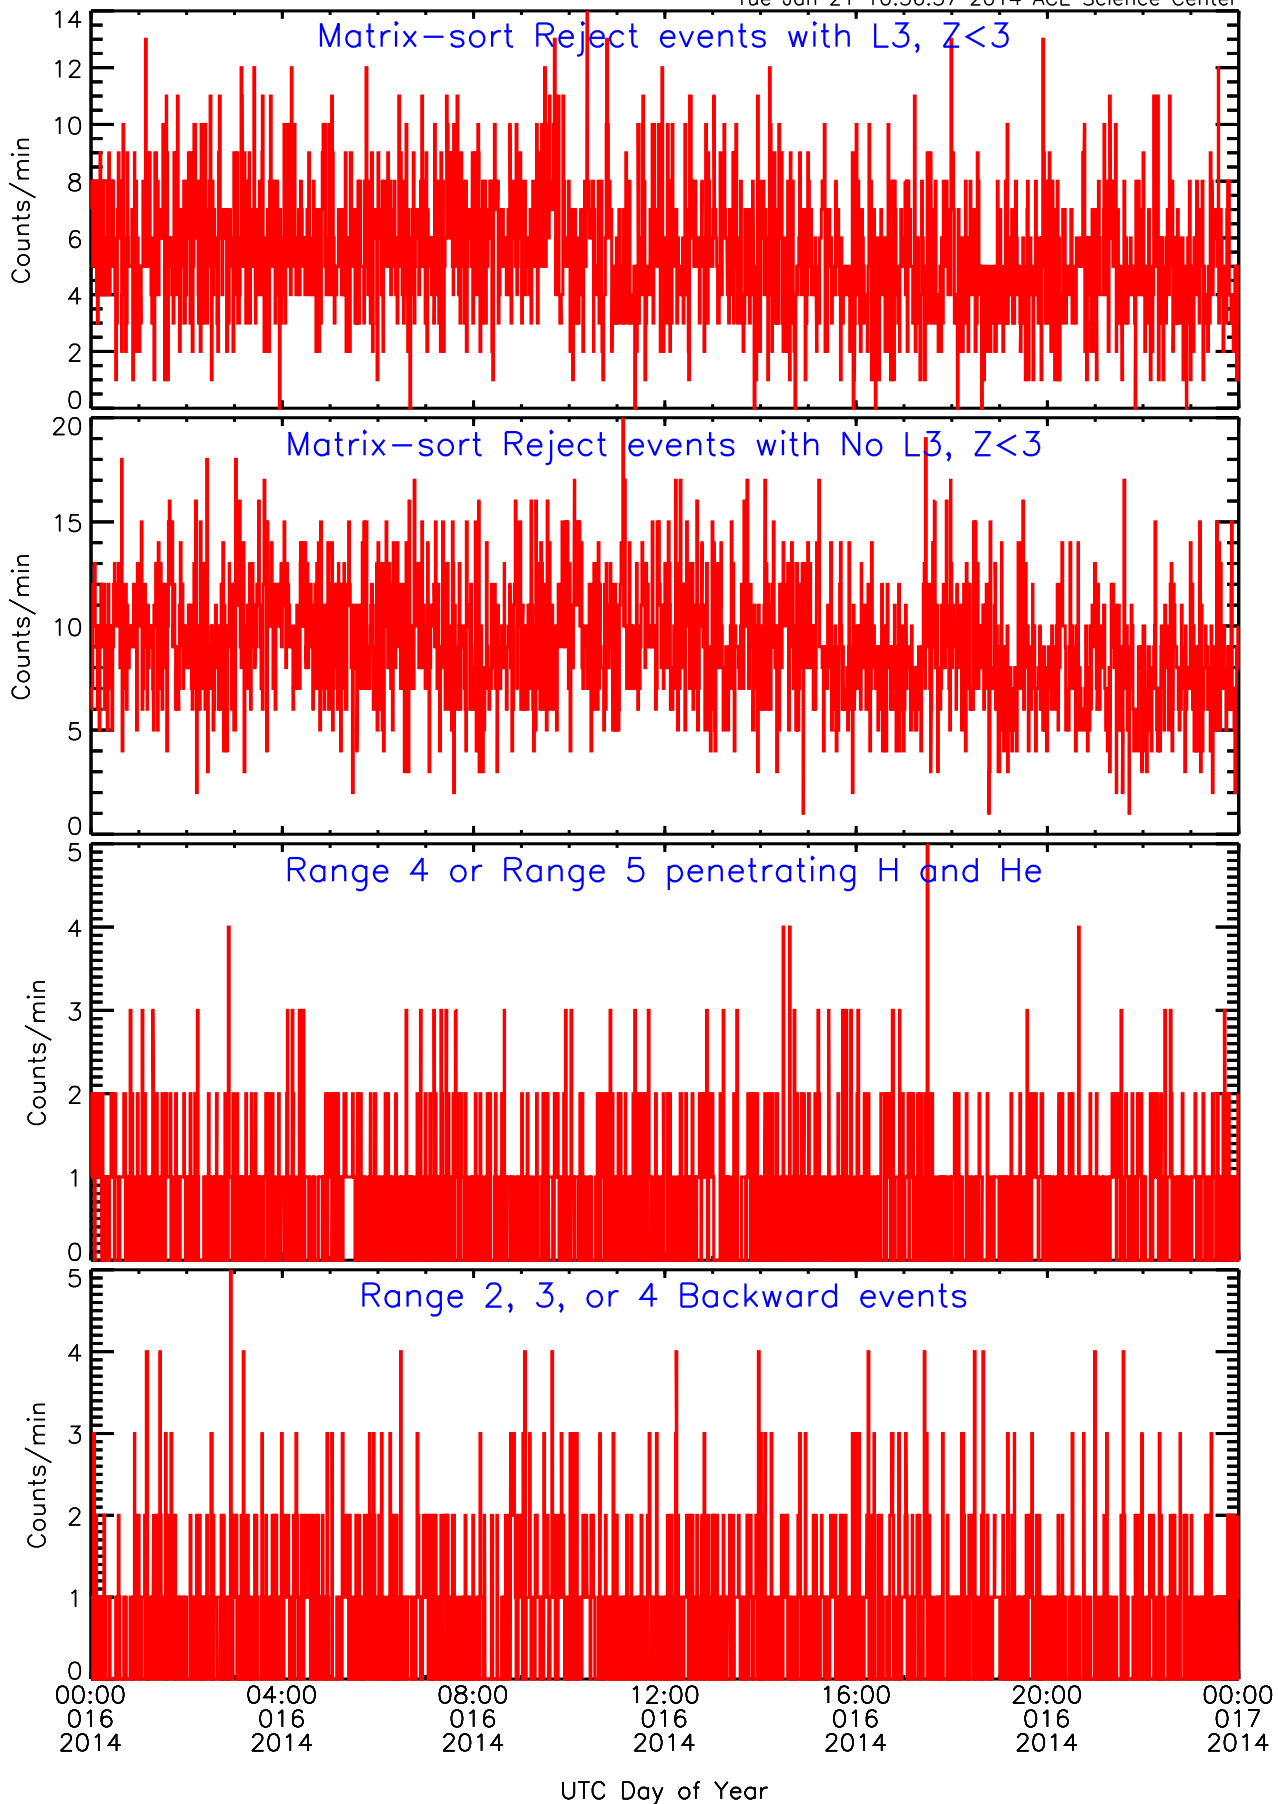 Matrix-sort Reject events with L3, Z<3
14
12
10
8
6
4
2
0
Counts/min
Matrix-sort Reject events with No L3, Z<3
20
15
10
5
0
Counts/min
Range 4 or Range 5 penetrating H and He
5
4
3
2
1
0
Counts/min
Range 2, 3, or 4 Backward events
5
4
3
2
1
0
Counts/min
00:00 04:00 08:00 12:00 16:00 20:00 00:00
016 016 016 016 016 016 017
2014 2014 2014 2014 2014 2014 2014
UTC Day of Year